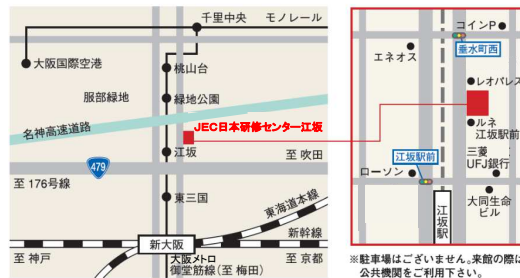 千里中央
モノレール
大阪国際空港
桃山台
服部緑地
緑地公園
名神高速道路
JEC日本研修センター江坂
江坂
至 吹田
479
至 176号線
東三国
東海道本線
新幹線
新大阪
至 神戸
大阪メトロ
御堂筋線(至 梅田)
至 京都
コインP
垂水町西
エネオス
レオパレス
ルネ
江坂駅前
三菱
UFJ銀行
江坂駅前
ローソン
江坂駅
大同生命
ビル
※駐車場はございません。来館の際は
公共機関をご利用下さい。